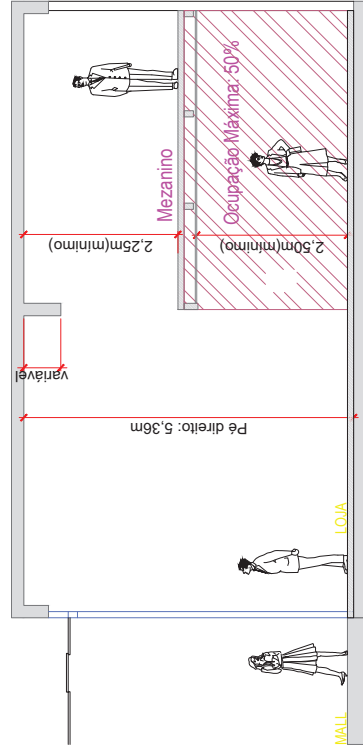 Mezanino
Ocupação Máxima: 50%
2,25m(mínimo)
2,50m(mínimo)
variável
Pé direito: 5,36m
LOJA
MALL